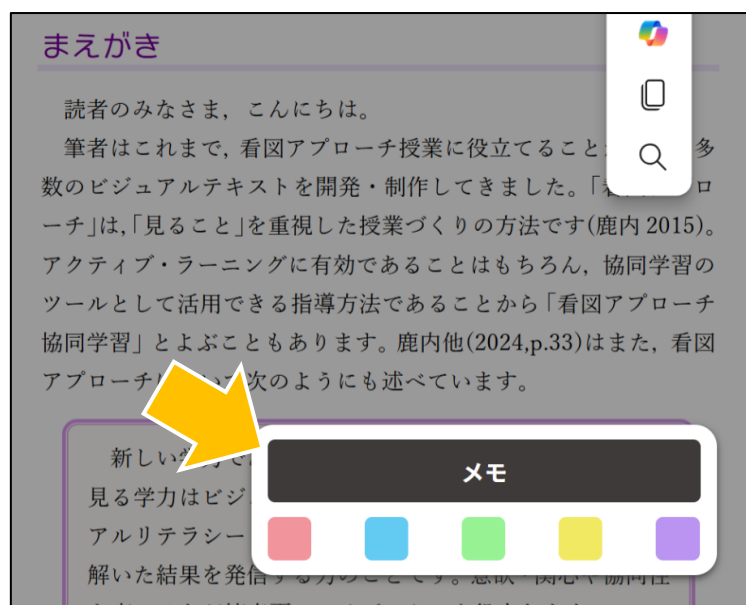 まえがき
読者のみなさま，こんにちは。
筆者はこれまで，看図アプローチ授業に役立てること 多
数のビジュアルテキストを開発・制作してきました。「 ロ
ーチ」は，「見ること」を重視した授業づくりの方法です(鹿内 2015)。
アクティブ・ラーニングに有効であることはもちろん，協同学習の
ツールとして活用できる指導方法であることから「看図アプローチ
協同学習」とよぶこともあります。鹿内他(2024,p.33)はまた，看図
アプローチ 次のようにも述べています。
新しい
メモ
見る学力はビジ
アルリテラシー
解いた結果を発信する力のことです。意欲・関心や協同性